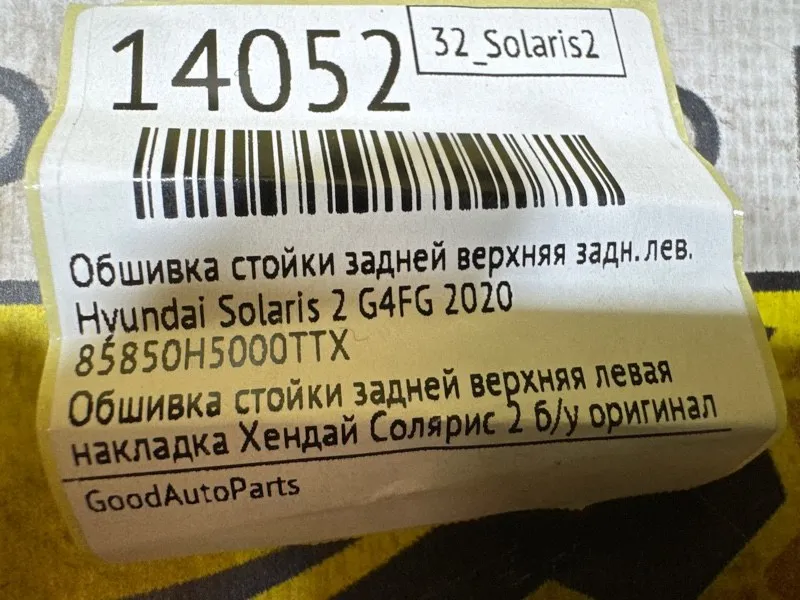 14052
32_Solaris2
Обшивка стойки задней верхняя задн.лев.
Hyundai Solaris 2 G4FG 2020
85850H5000TTX
Обшивка стойки задней верхняя левая
накладка Хендай Солярис 2 б/у оригинал
GoodAutoParts